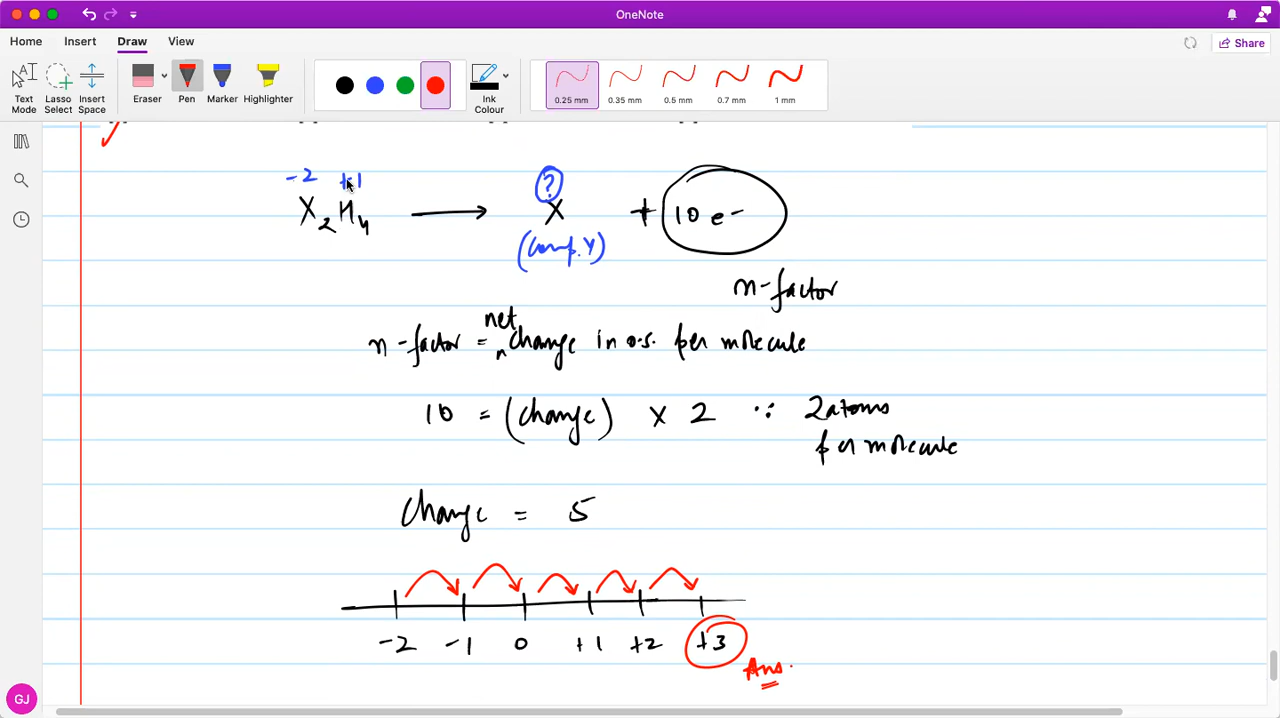 OneNote
Home Insert Draw View
Share
Text Mode
Lasso Select
Insert Space
Eraser
Pen
Marker
Highlighter
Ink Colour
0.25 mm
0.35 mm
0.5 mm
0.7 mm
1 mm
-2 +1 ?
X₂H₄ ⟶ X + 10 e⁻
(comp. Y)
n-factor
n-factor = net change in o.s. per molecule
10 = (change) × 2 ∵ 2 atoms
per molecule
change = 5
-2 -1 0 +1 +2 +3
Ans.
GJ